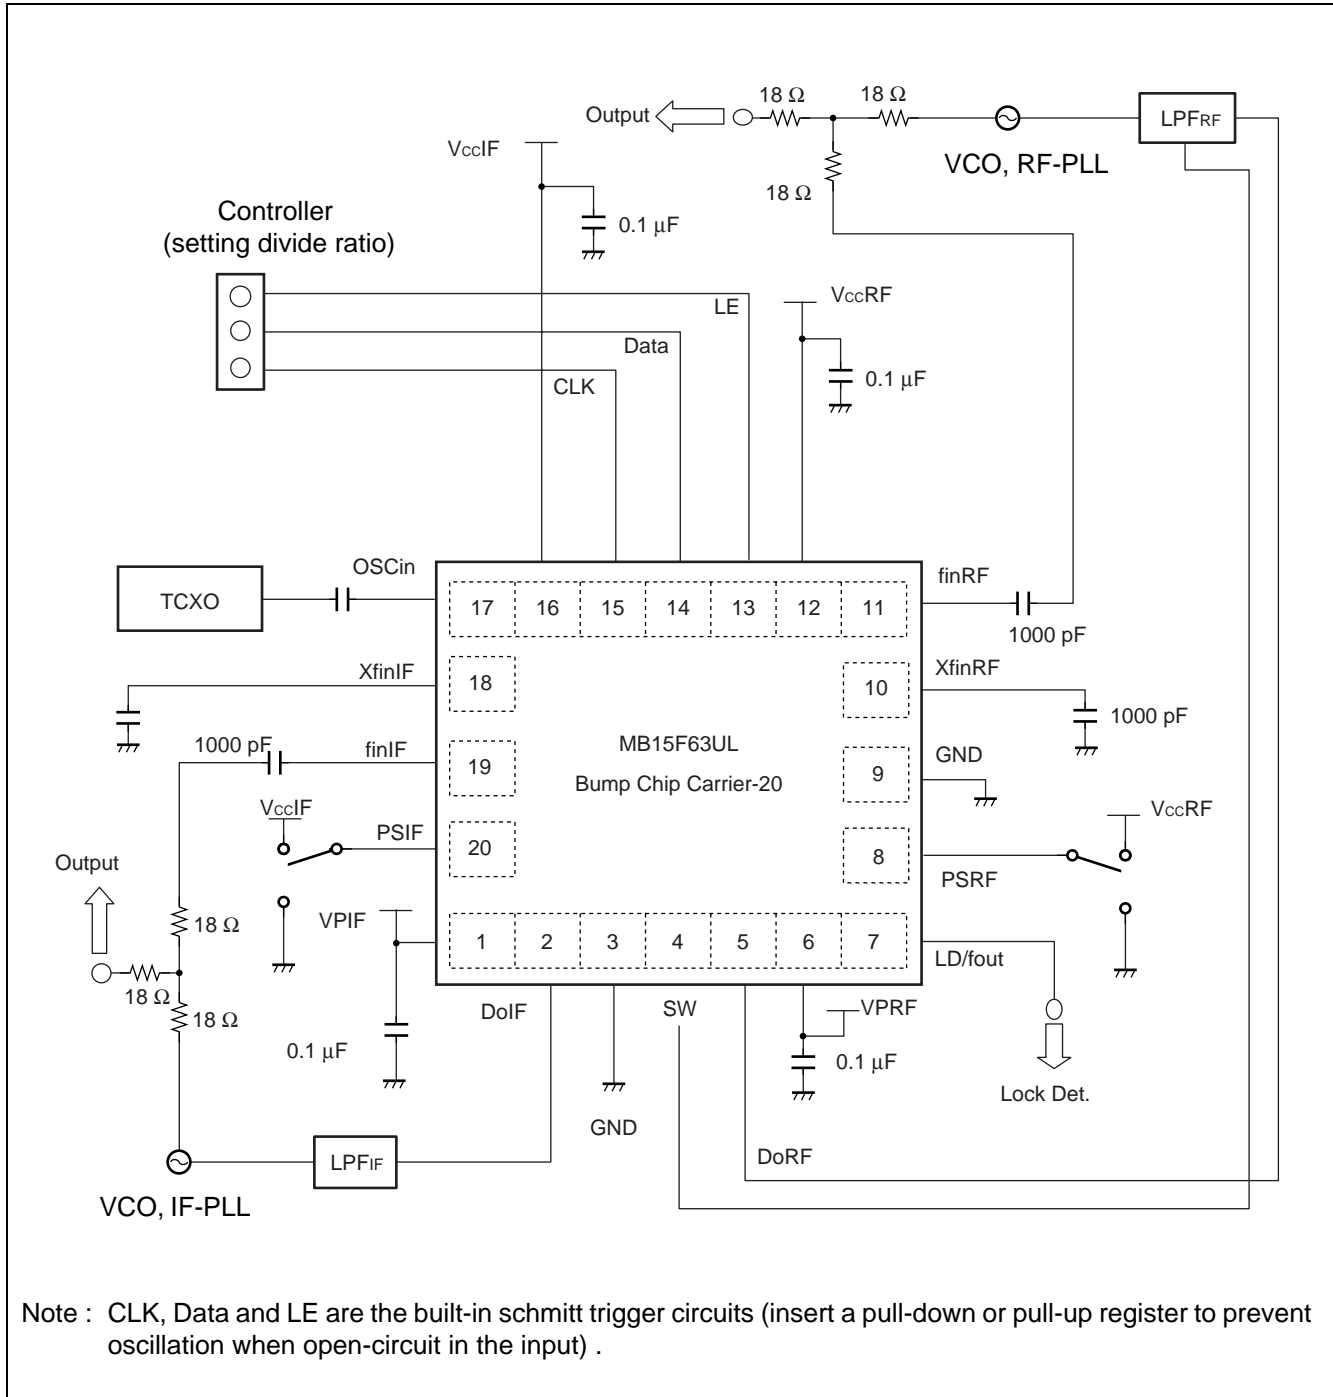 18 Ω
18 Ω
Output
LPFRF
VccIF
VCO, RF-PLL
18 Ω
Controller
(setting divide ratio)
0.1 µF
LE
VccRF
Data
CLK
0.1 µF
OSCin
finRF
TCXO
17
16
15
14
13
12
11
1000 pF
XfinIF
18
10
XfinRF
1000 pF
1000 pF
finIF
19
MB15F63UL
Bump Chip Carrier-20
9
GND
VccIF
VccRF
PSIF
20
8
PSRF
Output
VPIF
18 Ω
1
2
3
4
5
6
7
LD/fout
18 Ω
18 Ω
DoIF
SW
VPRF
0.1 µF
0.1 µF
Lock Det.
GND
DoRF
LPFIF
VCO, IF-PLL
Note : CLK, Data and LE are the built-in schmitt trigger circuits (insert a pull-down or pull-up register to prevent
oscillation when open-circuit in the input) .